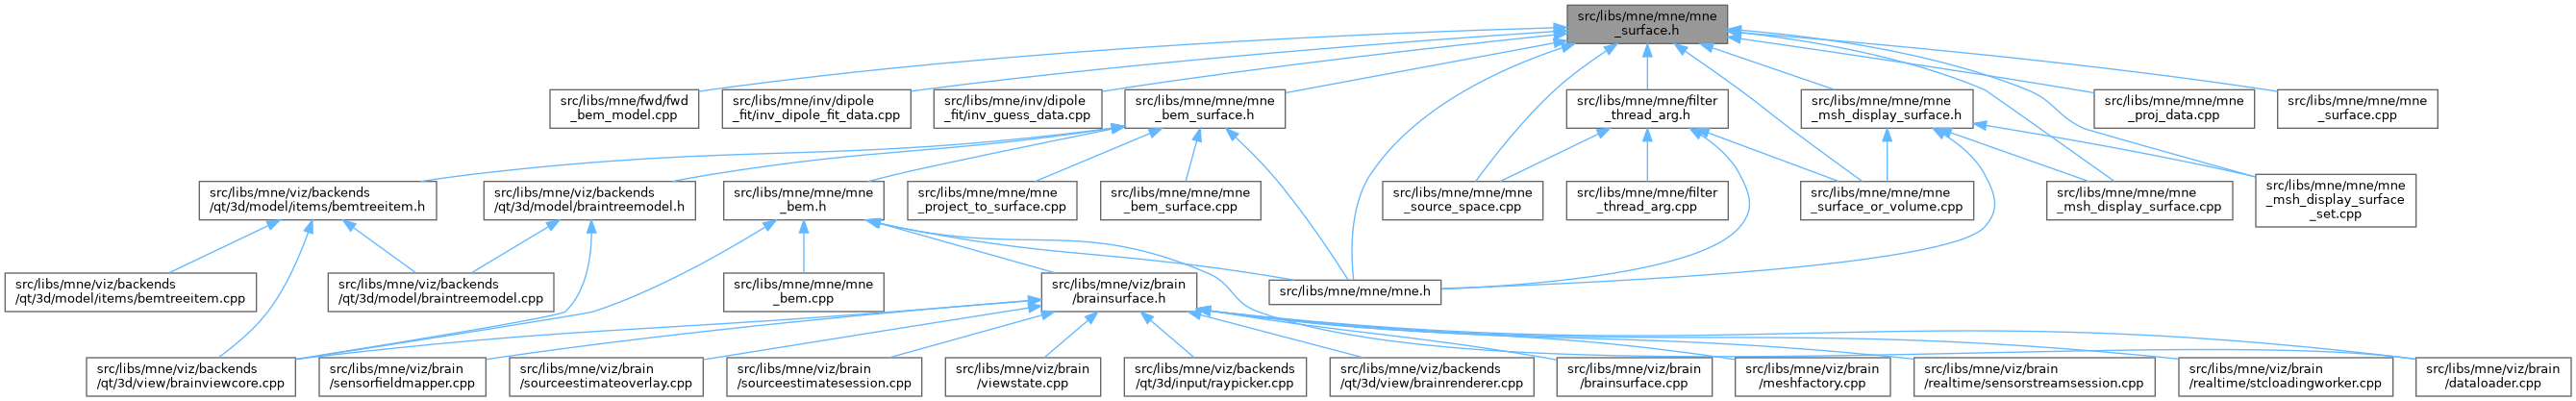 src/libs/mne/mne/mne
_surface.h
src/libs/mne/fwd/fwd
_bem_model.cpp
src/libs/mne/inv/dipole
_fit/inv_dipole_fit_data.cpp
src/libs/mne/inv/dipole
_fit/inv_guess_data.cpp
src/libs/mne/mne/mne
_bem_surface.h
src/libs/mne/mne/filter
_thread_arg.h
src/libs/mne/mne/mne
_msh_display_surface.h
src/libs/mne/mne/mne
_proj_data.cpp
src/libs/mne/mne/mne
_surface.cpp
src/libs/mne/viz/backends
/qt/3d/model/items/bemtreeitem.h
src/libs/mne/viz/backends
/qt/3d/model/braintreemodel.h
src/libs/mne/mne/mne
_bem.h
src/libs/mne/mne/mne
_project_to_surface.cpp
src/libs/mne/mne/mne
_bem_surface.cpp
src/libs/mne/mne/mne
_source_space.cpp
src/libs/mne/mne/filter
_thread_arg.cpp
src/libs/mne/mne/mne
_surface_or_volume.cpp
src/libs/mne/mne/mne
_msh_display_surface.cpp
src/libs/mne/mne/mne
_msh_display_surface
_set.cpp
src/libs/mne/viz/backends
/qt/3d/model/items/bemtreeitem.cpp
src/libs/mne/viz/backends
/qt/3d/model/braintreemodel.cpp
src/libs/mne/mne/mne
_bem.cpp
src/libs/mne/viz/brain
/brainsurface.h
src/libs/mne/mne/mne.h
src/libs/mne/viz/backends
/qt/3d/view/brainviewcore.cpp
src/libs/mne/viz/brain
/sensorfieldmapper.cpp
src/libs/mne/viz/brain
/sourceestimateoverlay.cpp
src/libs/mne/viz/brain
/sourceestimatesession.cpp
src/libs/mne/viz/brain
/viewstate.cpp
src/libs/mne/viz/backends
/qt/3d/input/raypicker.cpp
src/libs/mne/viz/backends
/qt/3d/view/brainrenderer.cpp
src/libs/mne/viz/brain
/brainsurface.cpp
src/libs/mne/viz/brain
/meshfactory.cpp
src/libs/mne/viz/brain
/realtime/sensorstreamsession.cpp
src/libs/mne/viz/brain
/realtime/stcloadingworker.cpp
src/libs/mne/viz/brain
/dataloader.cpp